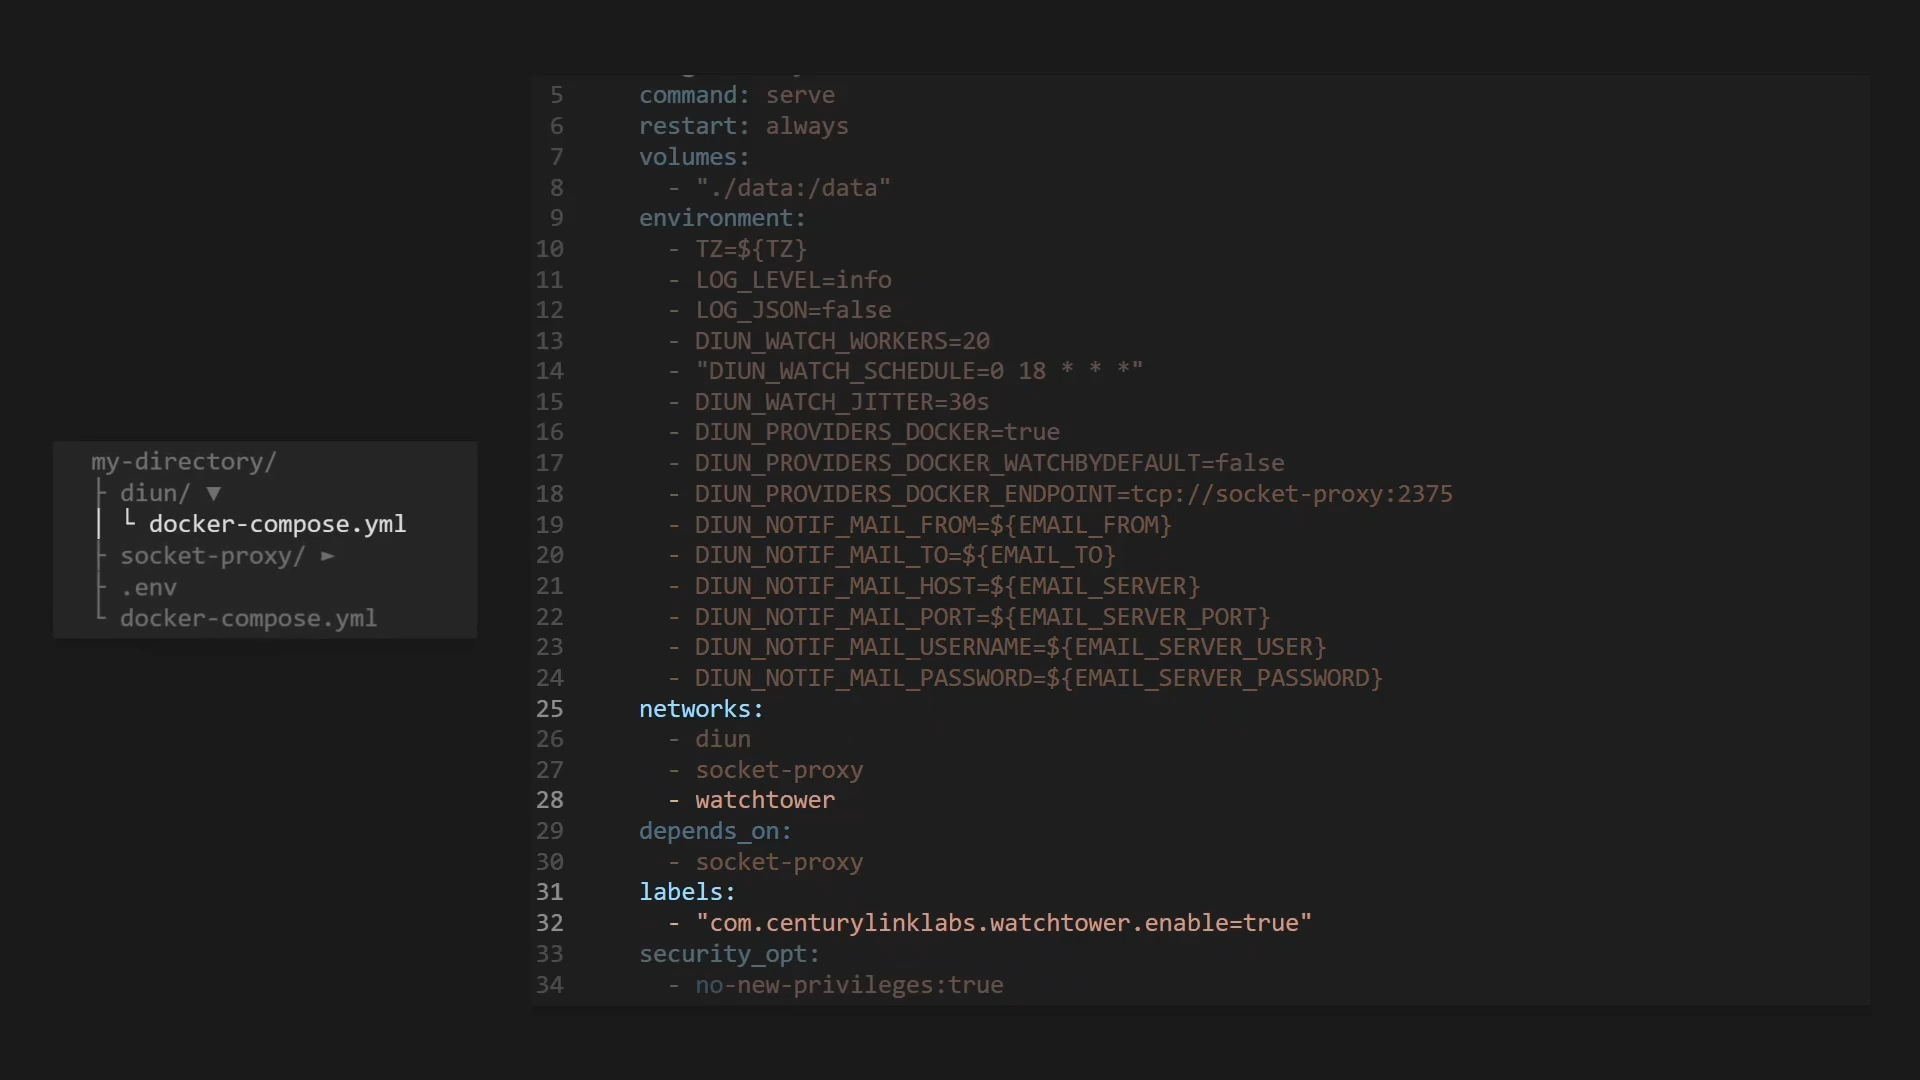 my-directory/
├ diun/ ▼
│ └ docker-compose.yml
├ socket-proxy/ ►
├ .env
└ docker-compose.yml
5 command: serve
6 restart: always
7 volumes:
8 - "./data:/data"
9 environment:
10 - TZ=${TZ}
11 - LOG_LEVEL=info
12 - LOG_JSON=false
13 - DIUN_WATCH_WORKERS=20
14 - "DIUN_WATCH_SCHEDULE=0 18 * * *"
15 - DIUN_WATCH_JITTER=30s
16 - DIUN_PROVIDERS_DOCKER=true
17 - DIUN_PROVIDERS_DOCKER_WATCHBYDEFAULT=false
18 - DIUN_PROVIDERS_DOCKER_ENDPOINT=tcp://socket-proxy:2375
19 - DIUN_NOTIF_MAIL_FROM=${EMAIL_FROM}
20 - DIUN_NOTIF_MAIL_TO=${EMAIL_TO}
21 - DIUN_NOTIF_MAIL_HOST=${EMAIL_SERVER}
22 - DIUN_NOTIF_MAIL_PORT=${EMAIL_SERVER_PORT}
23 - DIUN_NOTIF_MAIL_USERNAME=${EMAIL_SERVER_USER}
24 - DIUN_NOTIF_MAIL_PASSWORD=${EMAIL_SERVER_PASSWORD}
25 networks:
26 - diun
27 - socket-proxy
28 - watchtower
29 depends_on:
30 - socket-proxy
31 labels:
32 - "com.centurylinklabs.watchtower.enable=true"
33 security_opt:
34 - no-new-privileges:true